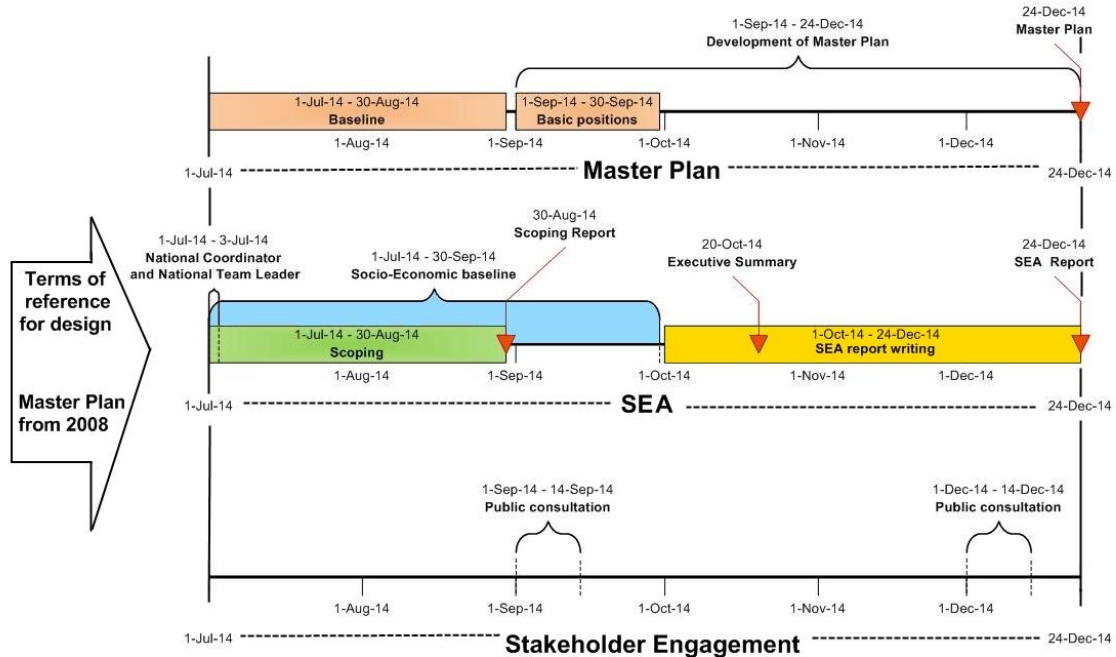 1-Sep-14 - 24-Dec-14
Development of Master Plan
24-Dec-14
Master Plan
1-Jul-14 - 30-Aug-14
Baseline
1-Sep-14 - 30-Sep-14
Basic positions
1-Aug-14
1-Sep-14
1-Oct-14
1-Nov-14
1-Dec-14
1-Jul-14
Master Plan
24-Dec-14
Terms of
reference
for design
Master Plan
from 2008
1-Jul-14 - 3-Jul-14
National Coordinator
and National Team Leader
1-Jul-14 - 30-Sep-14
Socio-Economic baseline
30-Aug-14
Scoping Report
20-Oct-14
Executive Summary
24-Dec-14
SEA Report
1-Jul-14 - 30-Aug-14
Scoping
1-Oct-14 - 24-Dec-14
SEA report writing
1-Aug-14
1-Sep-14
1-Oct-14
1-Nov-14
1-Dec-14
1-Jul-14
SEA
24-Dec-14
1-Sep-14 - 14-Sep-14
Public consultation
1-Dec-14 - 14-Dec-14
Public consultation
1-Aug-14
1-Sep-14
1-Oct-14
1-Nov-14
1-Dec-14
1-Jul-14
Stakeholder Engagement
24-Dec-14